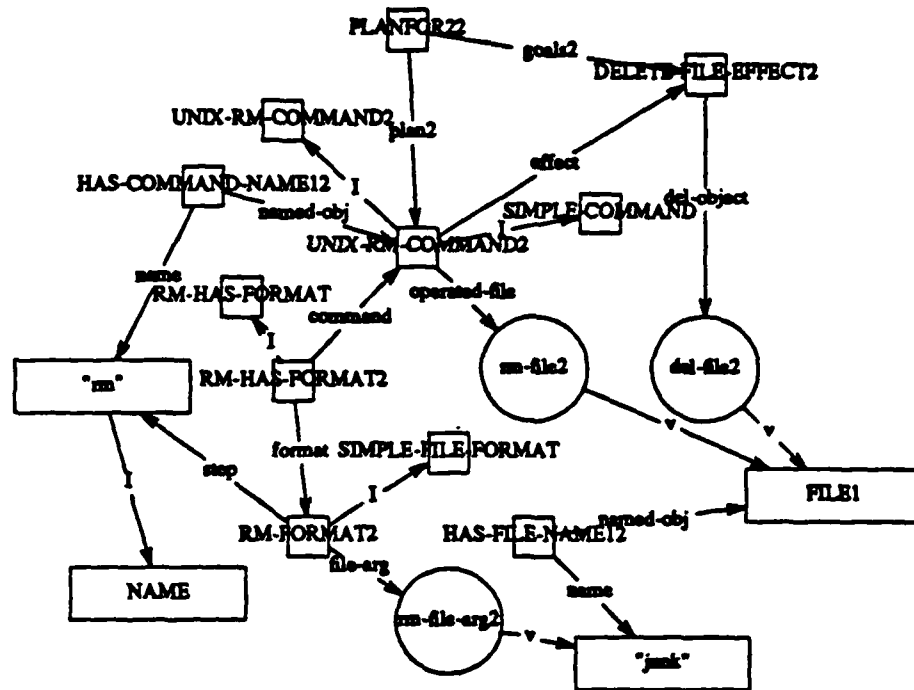 PLANFOR22
goals2
DELETE-FILE-EFFECT2
UNIX-RM-COMMAND2
plan2
effect
I
HAS-COMMAND-NAME12
named-obj
del-object
SIMPLE-COMMAND
I
UNIX-RM-COMMAND2
name
RM-HAS-FORMAT
operated-file
command
I
rm-file2
del-file2
"rm"
RM-HAS-FORMAT2
v
v
format
SIMPLE-FILE-FORMAT
step
I
I
FILE1
named-obj
RM-FORMAT2
HAS-FILE-NAME12
file-arg
NAME
name
rm-file-arg2
v
"junk"